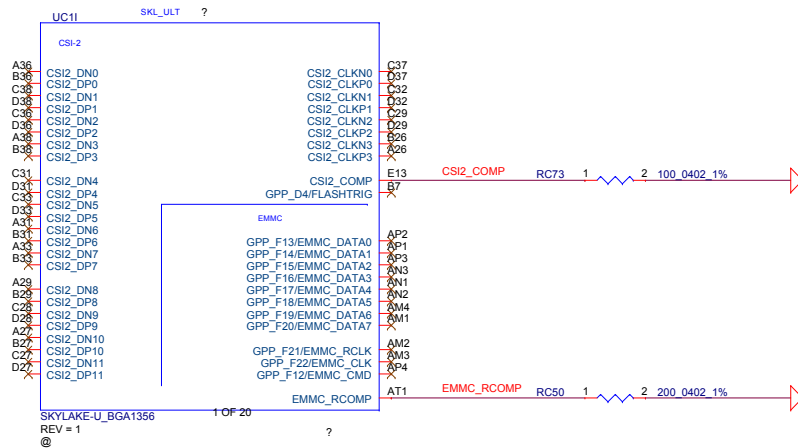 UC1I SKL_ULT ?
CSI-2
A36 CSI2_DN0 CSI2_CLKN0 C37
B36 CSI2_DP0 CSI2_CLKP0 D37
C38 CSI2_DN1 CSI2_CLKN1 C32
D38 CSI2_DP1 CSI2_CLKP1 D32
C36 CSI2_DN2 CSI2_CLKN2 C29
D36 CSI2_DP2 CSI2_CLKP2 D29
A38 CSI2_DN3 CSI2_CLKN3 B26
B38 CSI2_DP3 CSI2_CLKP3 A26
C31 CSI2_DN4 CSI2_COMP E13 CSI2_COMP RC73 1 2 100_0402_1%
D31 CSI2_DP4 GPP_D4/FLASHTRIG B7
C33 CSI2_DN5
D33 CSI2_DP5 EMMC
A31 CSI2_DN6
B31 CSI2_DP6 GPP_F13/EMMC_DATA0 AP2
A33 CSI2_DN7 GPP_F14/EMMC_DATA1 AP1
B33 CSI2_DP7 GPP_F15/EMMC_DATA2 AP3
GPP_F16/EMMC_DATA3 AN3
A29 CSI2_DN8 GPP_F17/EMMC_DATA4 AN1
B29 CSI2_DP8 GPP_F18/EMMC_DATA5 AN2
C28 CSI2_DN9 GPP_F19/EMMC_DATA6 AM4
D28 CSI2_DP9 GPP_F20/EMMC_DATA7 AM1
A27 CSI2_DN10
B27 CSI2_DP10 GPP_F21/EMMC_RCLK AM2
C27 CSI2_DN11 GPP_F22/EMMC_CLK AM3
D27 CSI2_DP11 GPP_F12/EMMC_CMD AP4
EMMC_RCOMP AT1 EMMC_RCOMP RC50 1 2 200_0402_1%
SKYLAKE-U_BGA1356 1 OF 20
REV = 1 ?
@